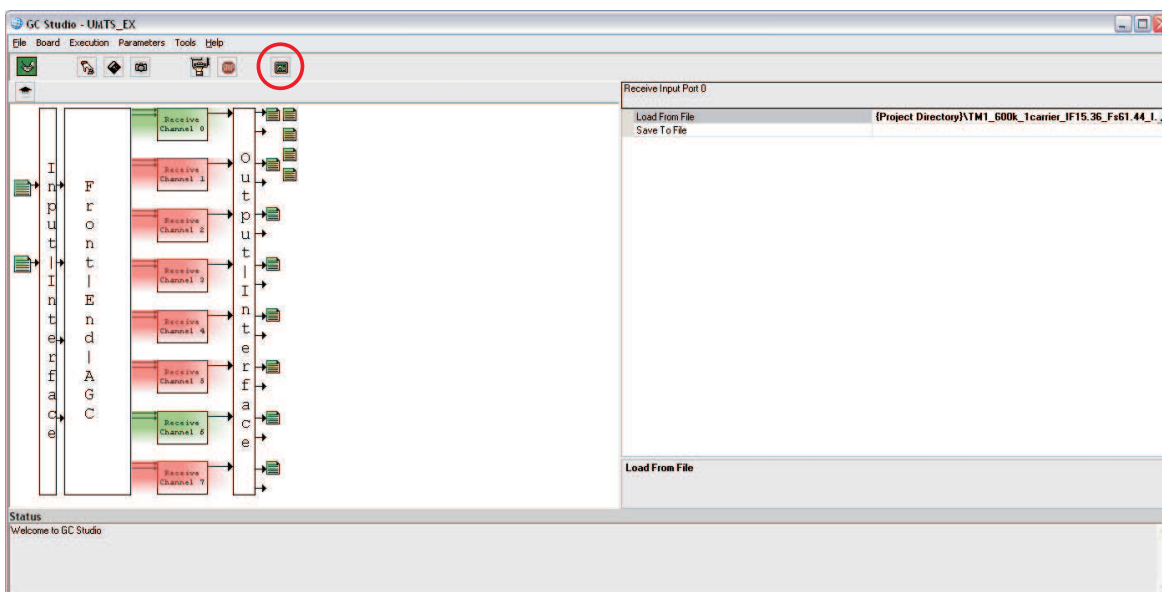 GC Studio - UMTS_EX
File Board Execution Parameters Tools Help
Receive Input Port 0
Load From File {Project Directory}\TM1_600k_1carrier_IF15.36_Fs61.44_I...
Save To File
Input|Interface
Front|End|AGC
Receive
Channel 0
Receive
Channel 1
Receive
Channel 2
Receive
Channel 3
Receive
Channel 4
Receive
Channel 5
Receive
Channel 6
Receive
Channel 7
Output|Interface
Load From File
Status
Welcome to GC Studio